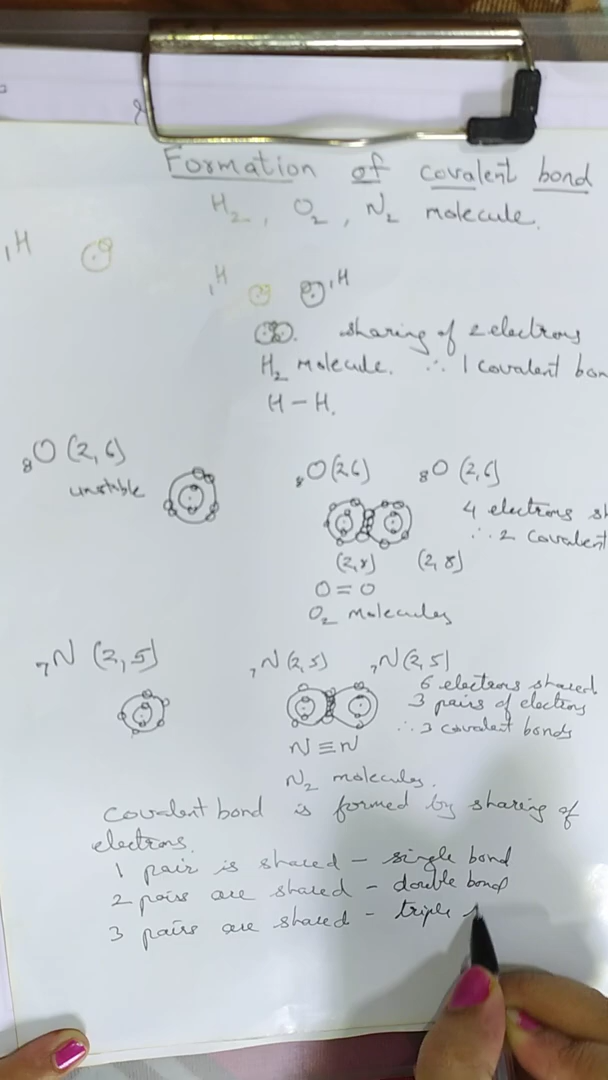 Formation of covalent bond
H₂, O₂, N₂ molecule.
₁H
₁H ₁H
sharing of 2 electrons
H₂ molecule. ∴ 1 covalent bon
H – H.
₈O (2,6)
unstable
₈O (2,6) ₈O (2,6)
4 electrons sh
∴ 2 covalent
(2,8) (2,8)
O = O
O₂ molecules
₇N (2,5)
₇N (2,5) ₇N (2,5)
6 electrons shared.
3 pairs of electrons
∴ 3 covalent bonds
N ≡ N
N₂ molecules.
Covalent bond is formed by sharing of
electrons.
1 pair is shared – single bond
2 pairs are shared – double bond
3 pairs are shared – triple